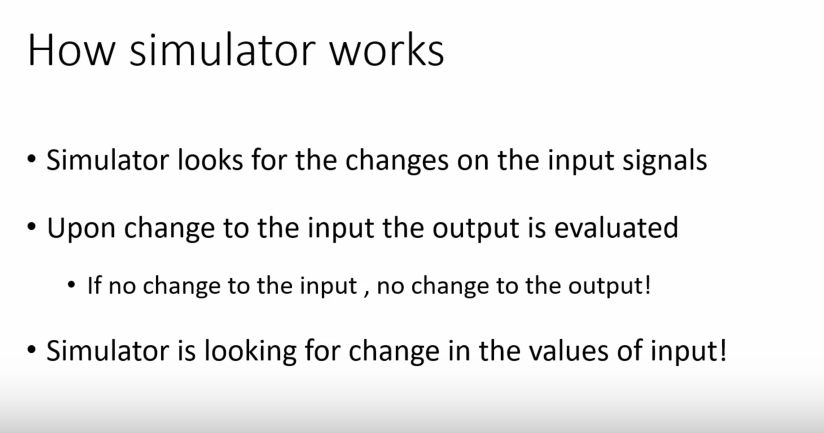 How simulator works
• Simulator looks for the changes on the input signals
• Upon change to the input the output is evaluated
• If no change to the input , no change to the output!
• Simulator is looking for change in the values of input!